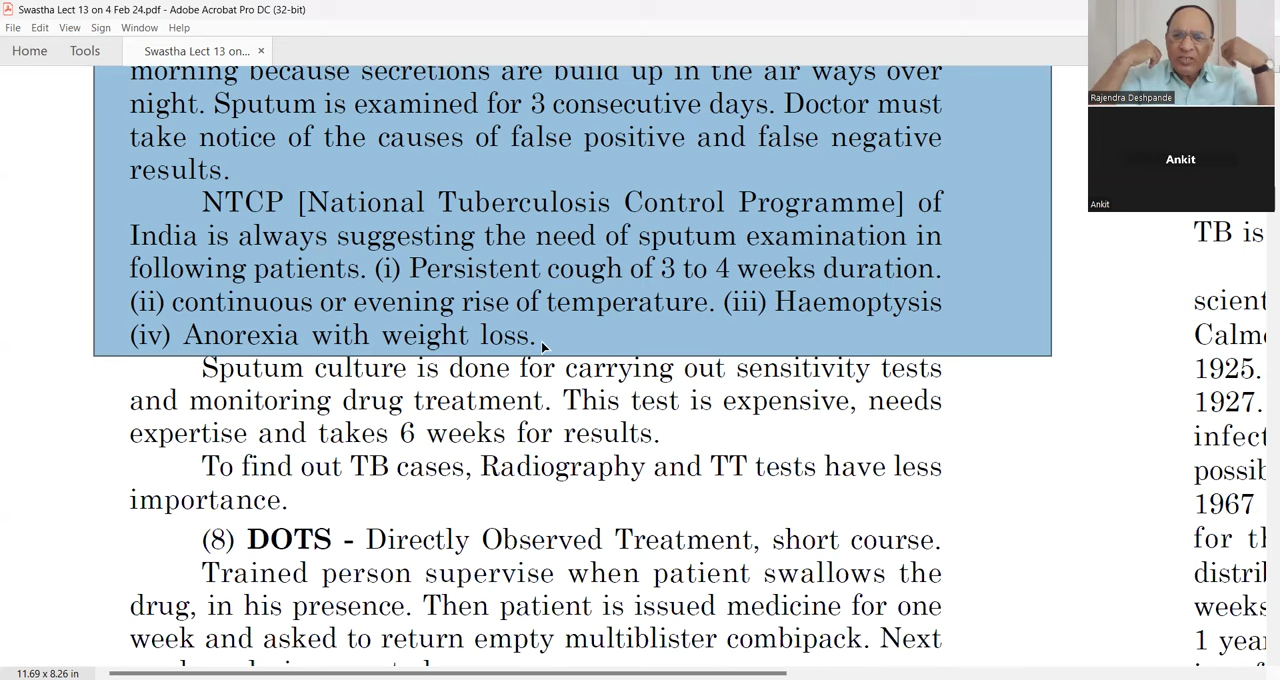 Swastha Lect 13 on 4 Feb 24.pdf - Adobe Acrobat Pro DC (32-bit)
File Edit View Sign Window Help
Home Tools Swastha Lect 13 on... ×
morning because secretions are build up in the air ways over
night. Sputum is examined for 3 consecutive days. Doctor must
take notice of the causes of false positive and false negative
results.
NTCP [National Tuberculosis Control Programme] of
India is always suggesting the need of sputum examination in
following patients. (i) Persistent cough of 3 to 4 weeks duration.
(ii) continuous or evening rise of temperature. (iii) Haemoptysis
(iv) Anorexia with weight loss.
Sputum culture is done for carrying out sensitivity tests
and monitoring drug treatment. This test is expensive, needs
expertise and takes 6 weeks for results.
To find out TB cases, Radiography and TT tests have less
importance.
(8) DOTS - Directly Observed Treatment, short course.
Trained person supervise when patient swallows the
drug, in his presence. Then patient is issued medicine for one
week and asked to return empty multiblister combipack. Next
11.69 x 8.26 in
Rajendra Deshpande
Ankit
Ankit
TB is
scient
Calm
1925.
1927.
infect
possib
1967
for th
distri
weeks
1 year